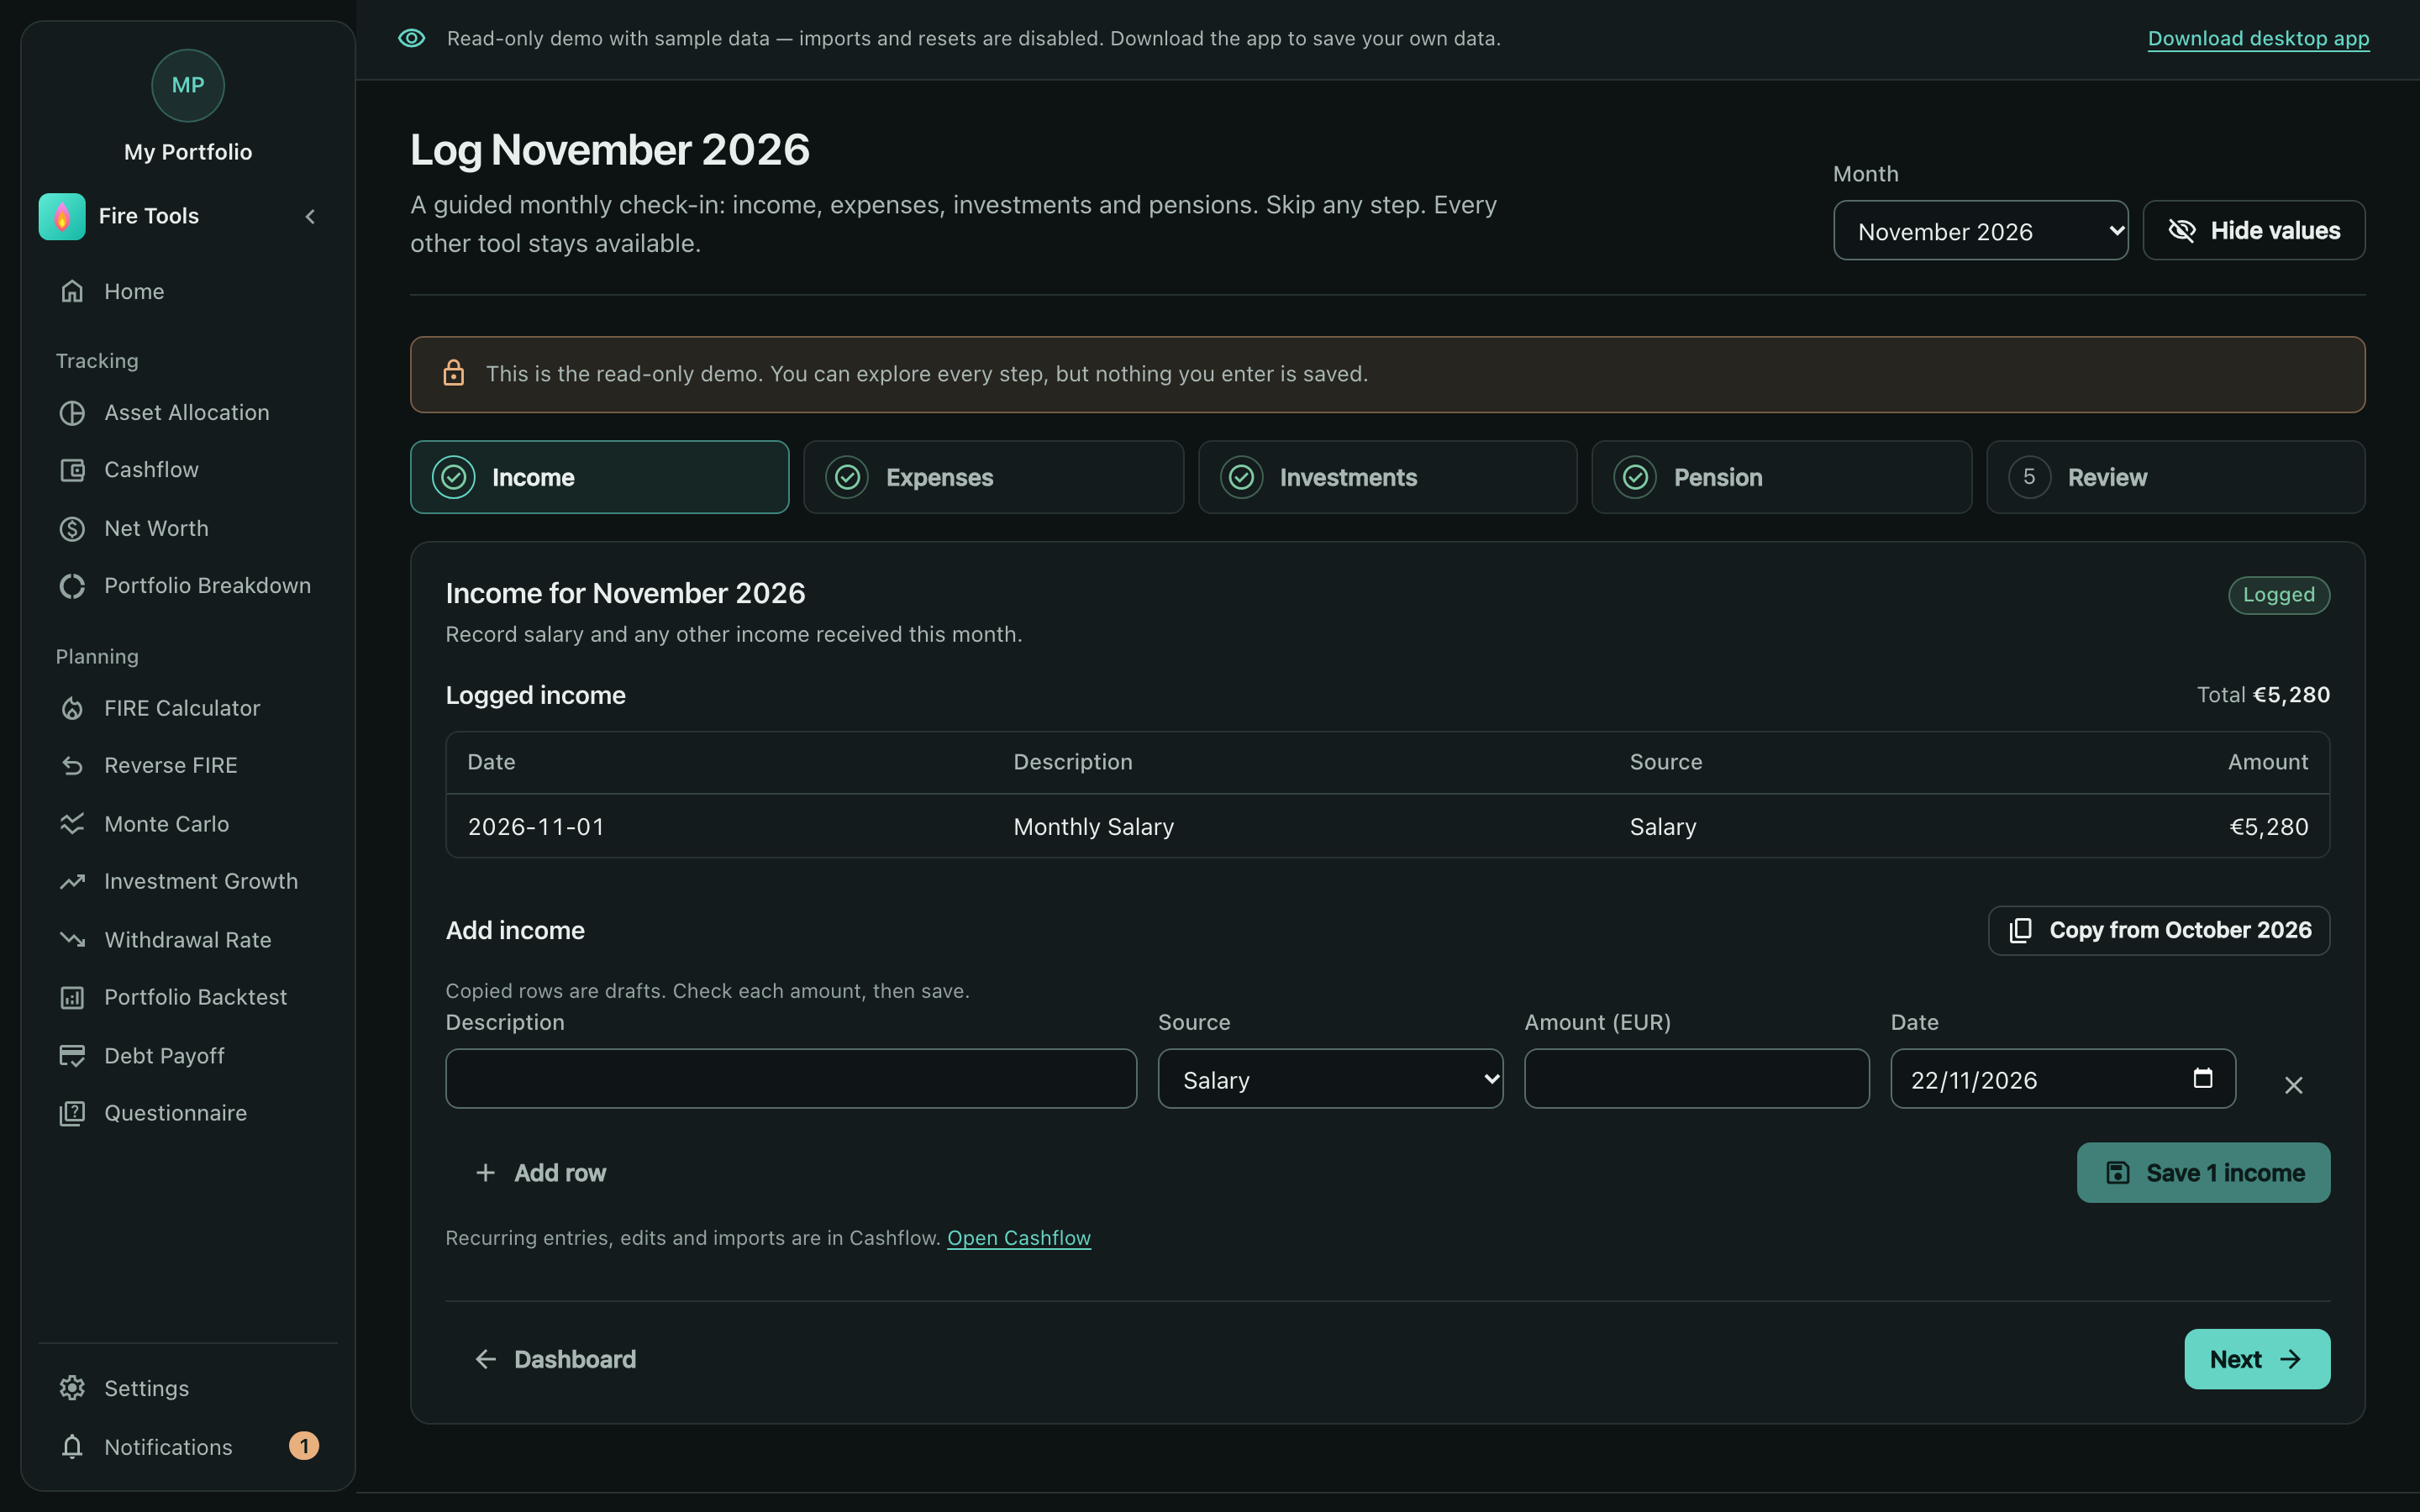 MP
My Portfolio
Fire Tools
Home
Tracking
Asset Allocation
Cashflow
Net Worth
Portfolio Breakdown
Planning
FIRE Calculator
Reverse FIRE
Monte Carlo
Investment Growth
Withdrawal Rate
Portfolio Backtest
Debt Payoff
Questionnaire
Settings
Notifications 1
Read-only demo with sample data — imports and resets are disabled. Download the app to save your own data.
Download desktop app
Log November 2026
A guided monthly check-in: income, expenses, investments and pensions. Skip any step. Every
other tool stays available.
Month
November 2026
Hide values
This is the read-only demo. You can explore every step, but nothing you enter is saved.
Income
Expenses
Investments
Pension
5 Review
Income for November 2026
Logged
Record salary and any other income received this month.
Logged income
Total €5,280
Date Description Source Amount
2026-11-01 Monthly Salary Salary €5,280
Add income
Copy from October 2026
Copied rows are drafts. Check each amount, then save.
Description Source Amount (EUR) Date
Salary 22/11/2026
Add row
Save 1 income
Recurring entries, edits and imports are in Cashflow. Open Cashflow
Dashboard
Next